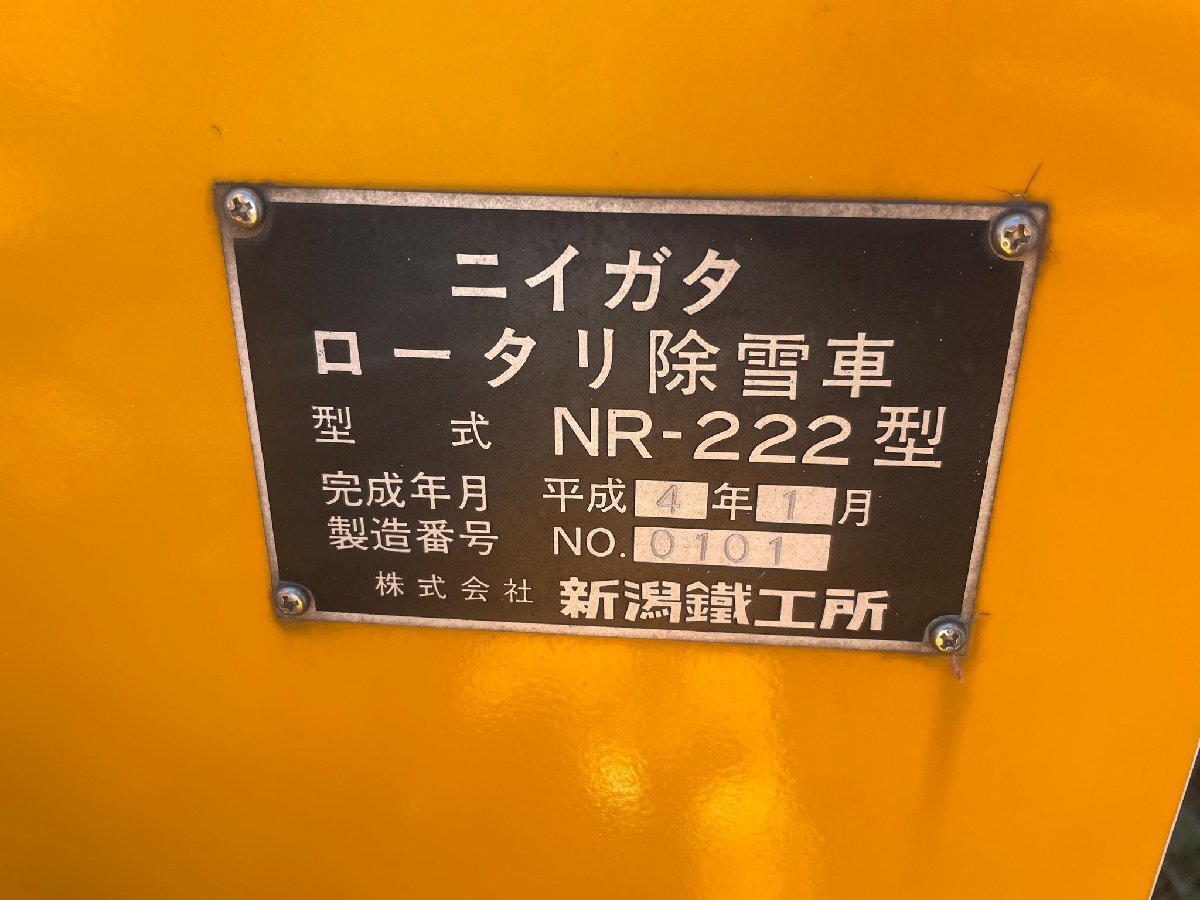 ニイガタ
ロータリ除雪車
型式 NR-222型
完成年月 平成4年1月
製造番号 NO.0101
株式会社 新潟鐵工所